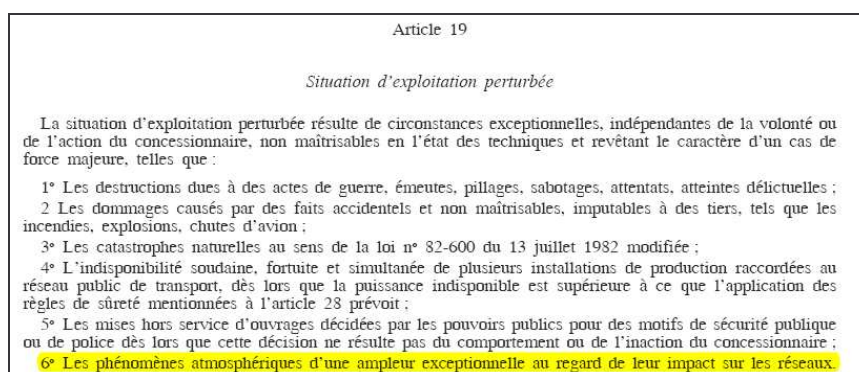 Article 19
Situation d'exploitation perturbée
La situation d'exploitation perturbée résulte de circonstances exceptionnelles, indépendantes de la volonté ou
de l'action du concessionnaire, non maîtrisables en l'état des techniques et revêtant le caractère d'un cas de
force majeure, telles que :
1° Les destructions dues à des actes de guerre, émeutes, pillages, sabotages, attentats, atteintes délictuelles ;
2 Les dommages causés par des faits accidentels et non maîtrisables, imputables à des tiers, tels que les
incendies, explosions, chutes d'avion ;
3° Les catastrophes naturelles au sens de la loi n° 82-600 du 13 juillet 1982 modifiée ;
4° L'indisponibilité soudaine, fortuite et simultanée de plusieurs installations de production raccordées au
réseau public de transport, dès lors que la puissance indisponible est supérieure à ce que l'application des
règles de sûreté mentionnées à l'article 28 prévoit ;
5° Les mises hors service d'ouvrages décidées par les pouvoirs publics pour des motifs de sécurité publique
ou de police dès lors que cette décision ne résulte pas du comportement ou de l'inaction du concessionnaire ;
6° Les phénomènes atmosphériques d'une ampleur exceptionnelle au regard de leur impact sur les réseaux.